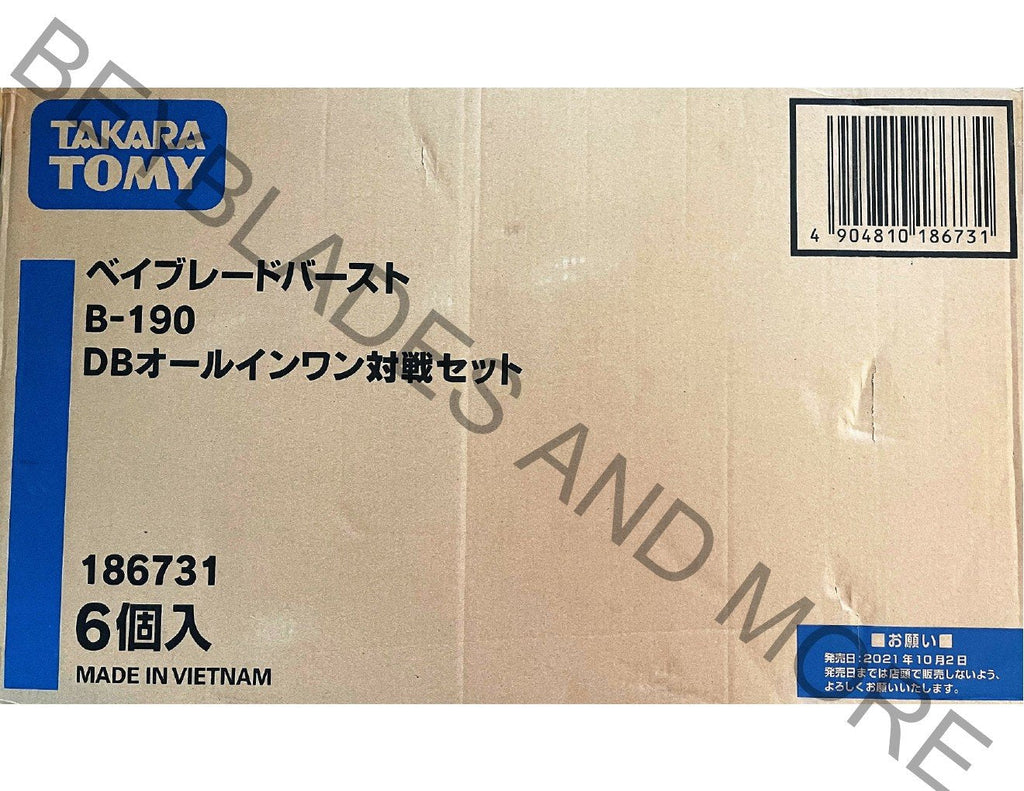 TAKARA
TOMY
4 904810 186731
ベイブレードバースト
B-190
DBオールインワン対戦セット
186731
6個入
MADE IN VIETNAM
■お願い■
発売日:2021年10月2日
発売日までは店頭で販売しないよう、
よろしくお願いいたします。
BEYBLADES AND MORE